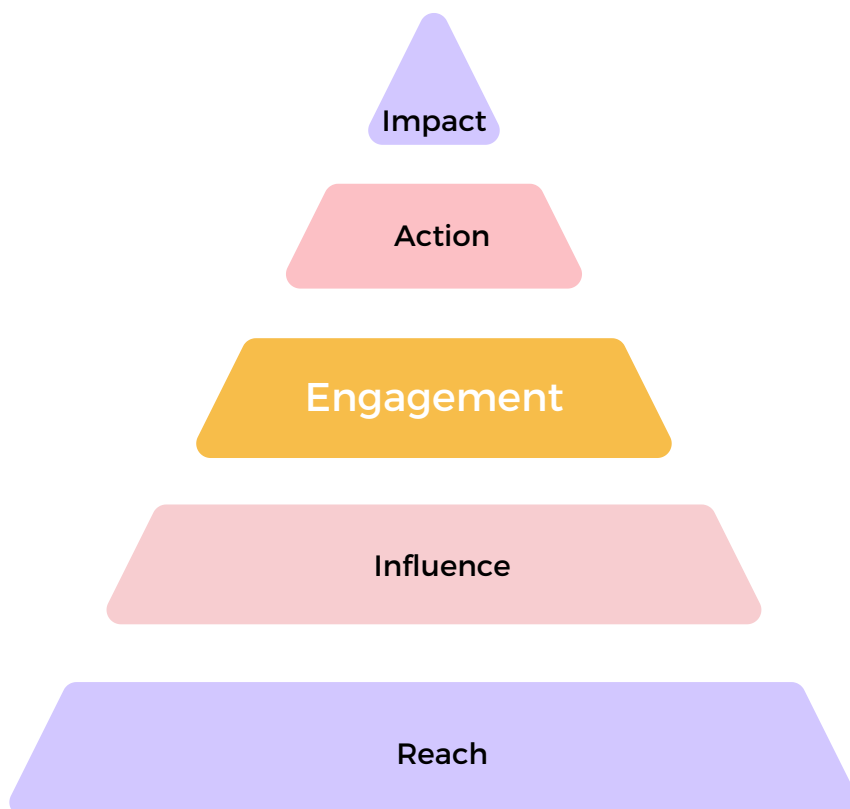 Impact
Action
Engagement
Influence
Reach